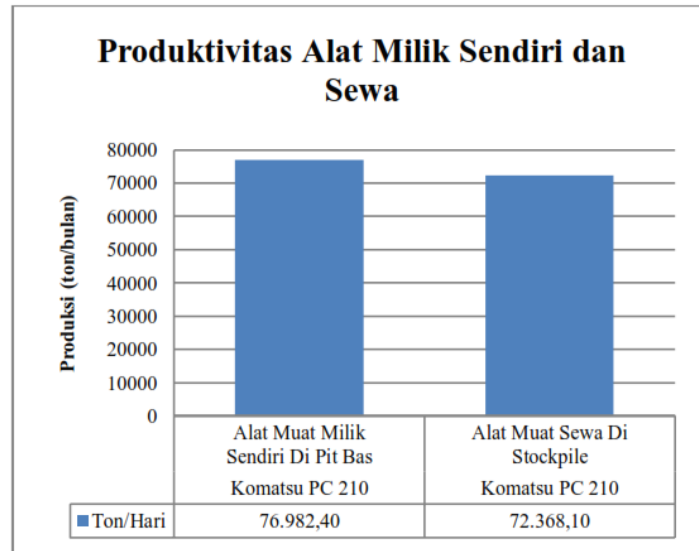 Produktivitas Alat Milik Sendiri dan
Sewa
Produksi (ton/bulan)
80000
70000
60000
50000
40000
30000
20000
10000
0
Alat Muat Milik
Sendiri Di Pit Bas
Alat Muat Sewa Di
Stockpile
Komatsu PC 210
Komatsu PC 210
Ton/Hari
76.982,40
72.368,10